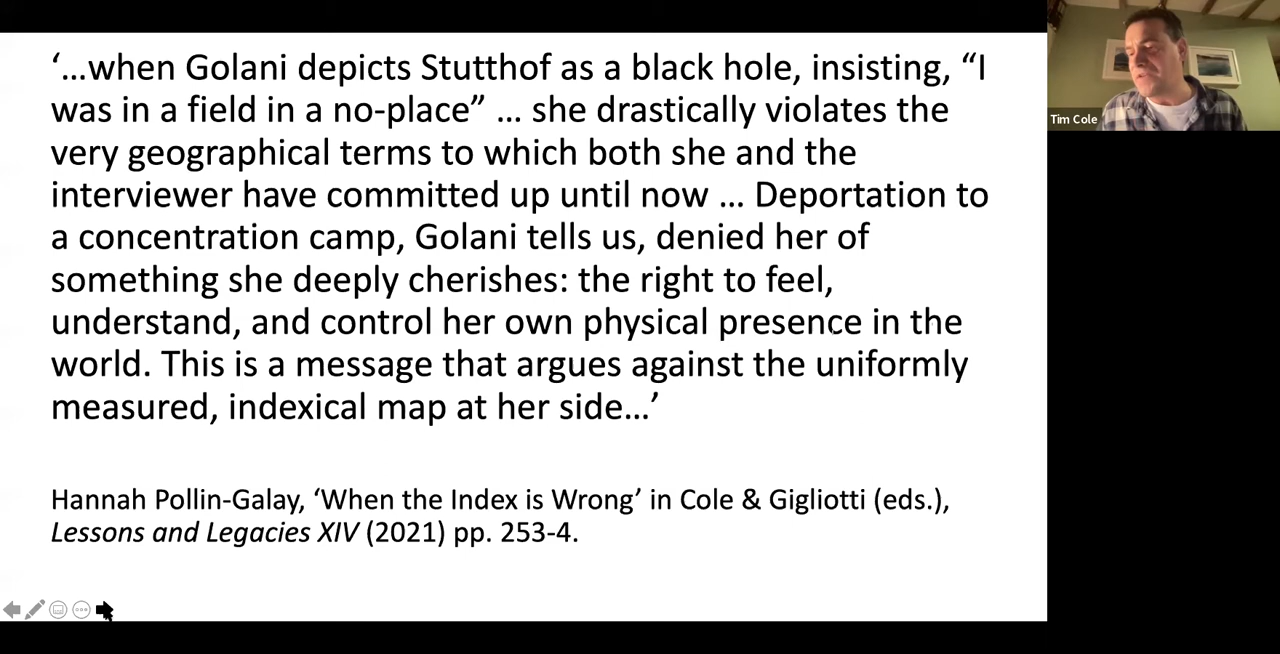 ‘...when Golani depicts Stutthof as a black hole, insisting, “I
was in a field in a no-place” ... she drastically violates the
very geographical terms to which both she and the
interviewer have committed up until now ... Deportation to
a concentration camp, Golani tells us, denied her of
something she deeply cherishes: the right to feel,
understand, and control her own physical presence in the
world. This is a message that argues against the uniformly
measured, indexical map at her side...’
Hannah Pollin-Galay, ‘When the Index is Wrong’ in Cole & Gigliotti (eds.),
Lessons and Legacies XIV (2021) pp. 253-4.
Tim Cole